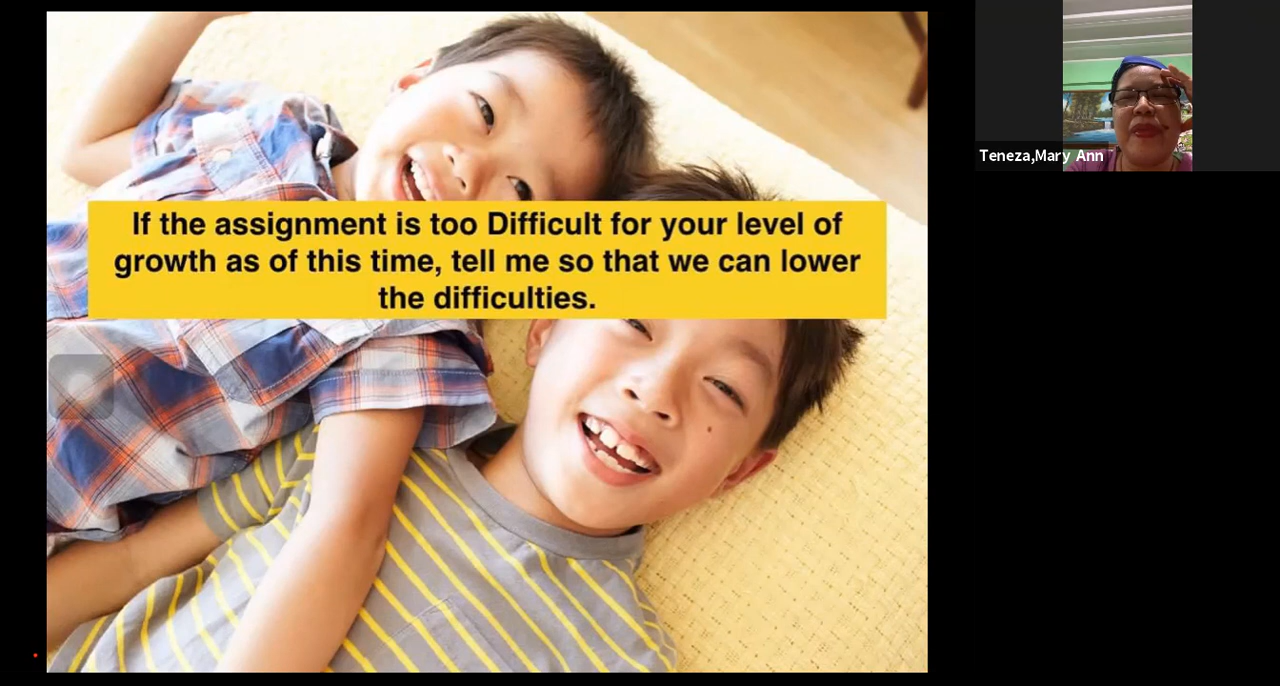 If the assignment is too Difficult for your level of
growth as of this time, tell me so that we can lower
the difficulties.
Teneza,Mary Ann